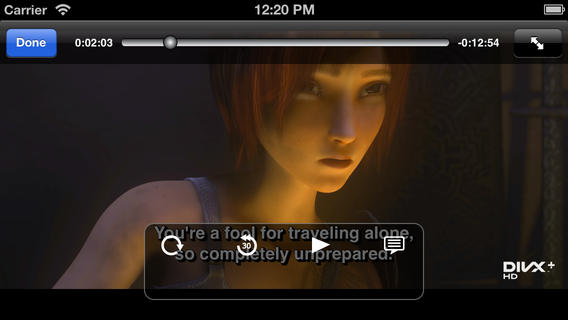 Carrier 12:20 PM
Done 0:02:03 -0:12:54
You're a fool for traveling alone,
30
so completely unprepared.
DIVX+
HD